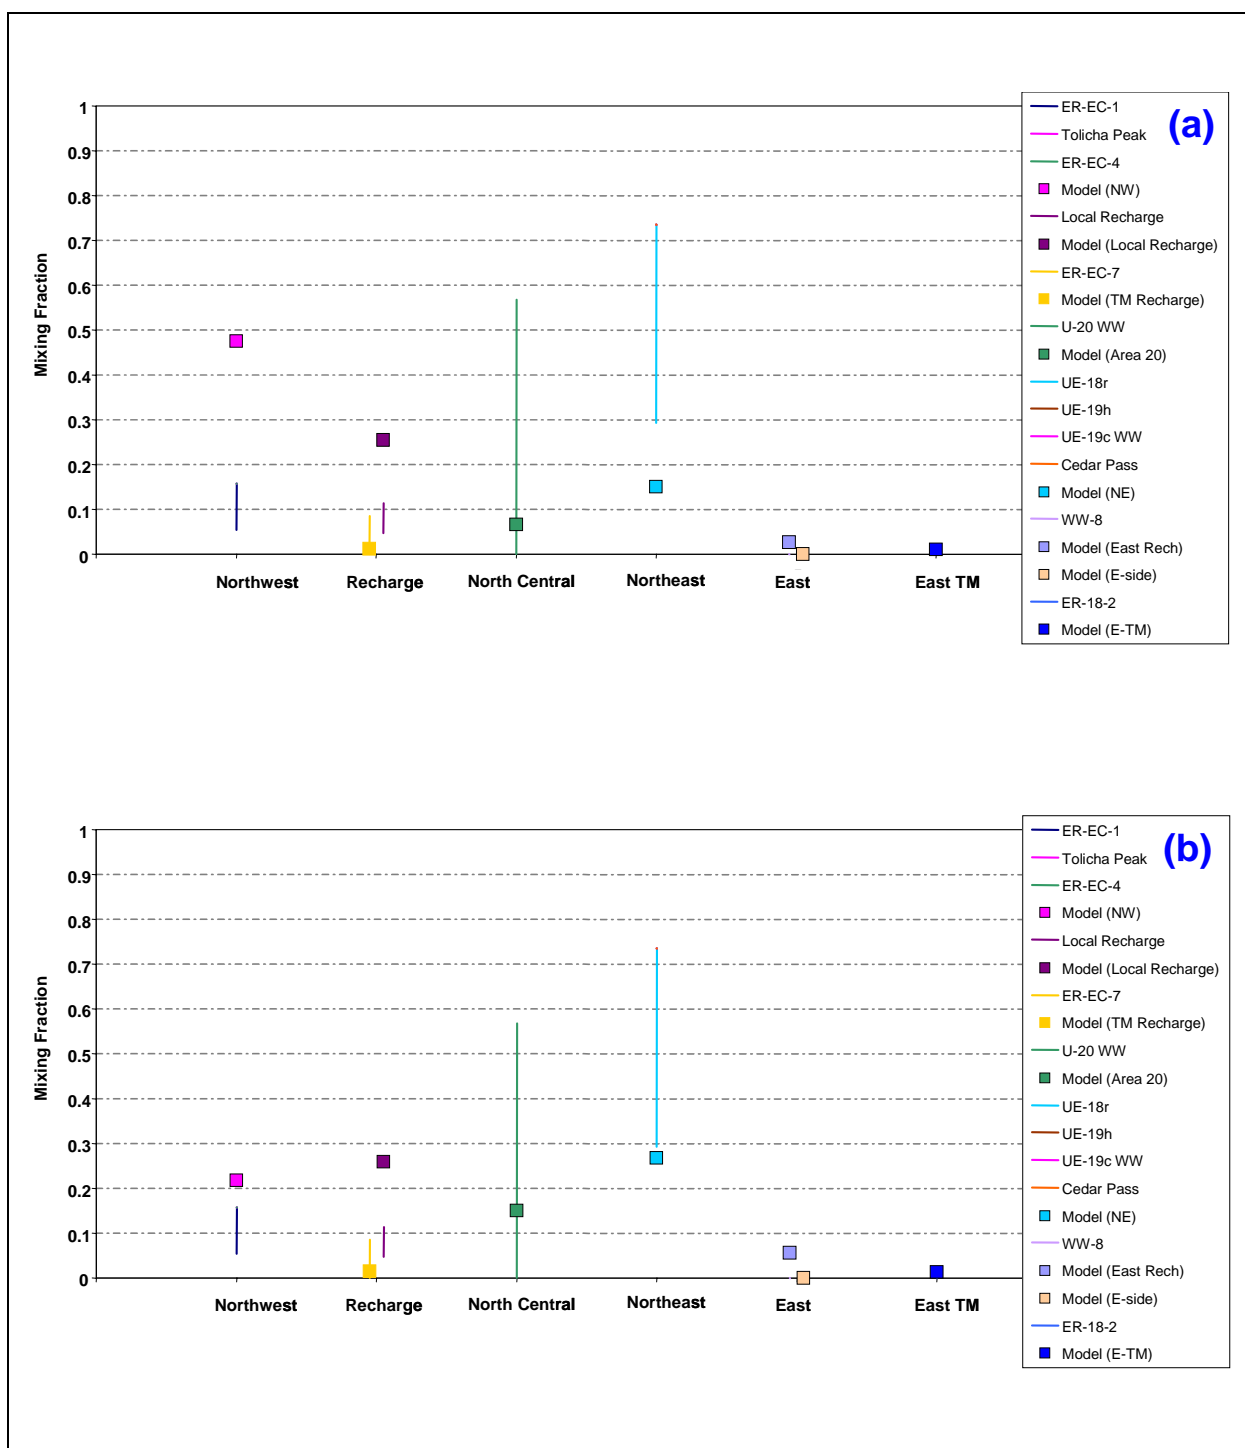 (a)
1
0.9
0.8
0.7
0.6
0.5
0.4
0.3
0.2
0.1
0
Mixing Fraction
Northwest
Recharge
North Central
Northeast
East
East TM
ER-EC-1
Tolicha Peak
ER-EC-4
Model (NW)
Local Recharge
Model (Local Recharge)
ER-EC-7
Model (TM Recharge)
U-20 WW
Model (Area 20)
UE-18r
UE-19h
UE-19c WW
Cedar Pass
Model (NE)
WW-8
Model (East Rech)
Model (E-side)
ER-18-2
Model (E-TM)
(b)
1
0.9
0.8
0.7
0.6
0.5
0.4
0.3
0.2
0.1
0
Mixing Fraction
Northwest
Recharge
North Central
Northeast
East
East TM
ER-EC-1
Tolicha Peak
ER-EC-4
Model (NW)
Local Recharge
Model (Local Recharge)
ER-EC-7
Model (TM Recharge)
U-20 WW
Model (Area 20)
UE-18r
UE-19h
UE-19c WW
Cedar Pass
Model (NE)
WW-8
Model (East Rech)
Model (E-side)
ER-18-2
Model (E-TM)